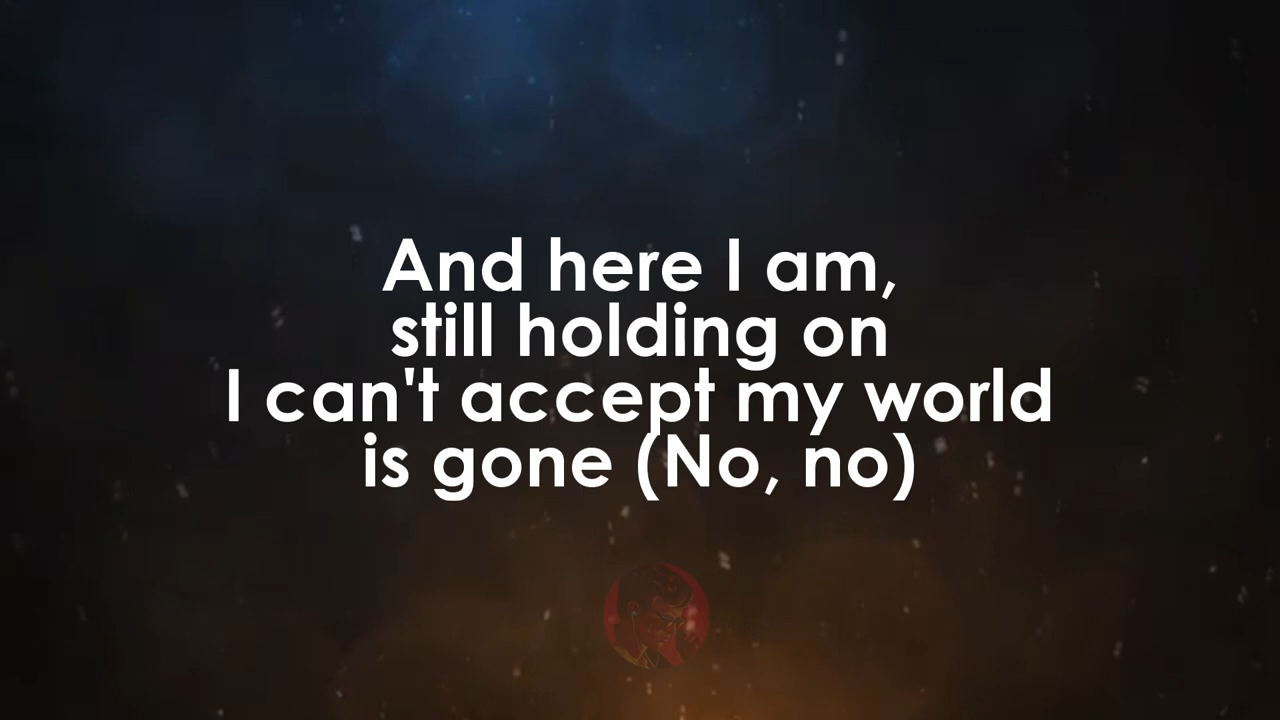 And here I am,
still holding on
I can't accept my world
is gone (No, no)